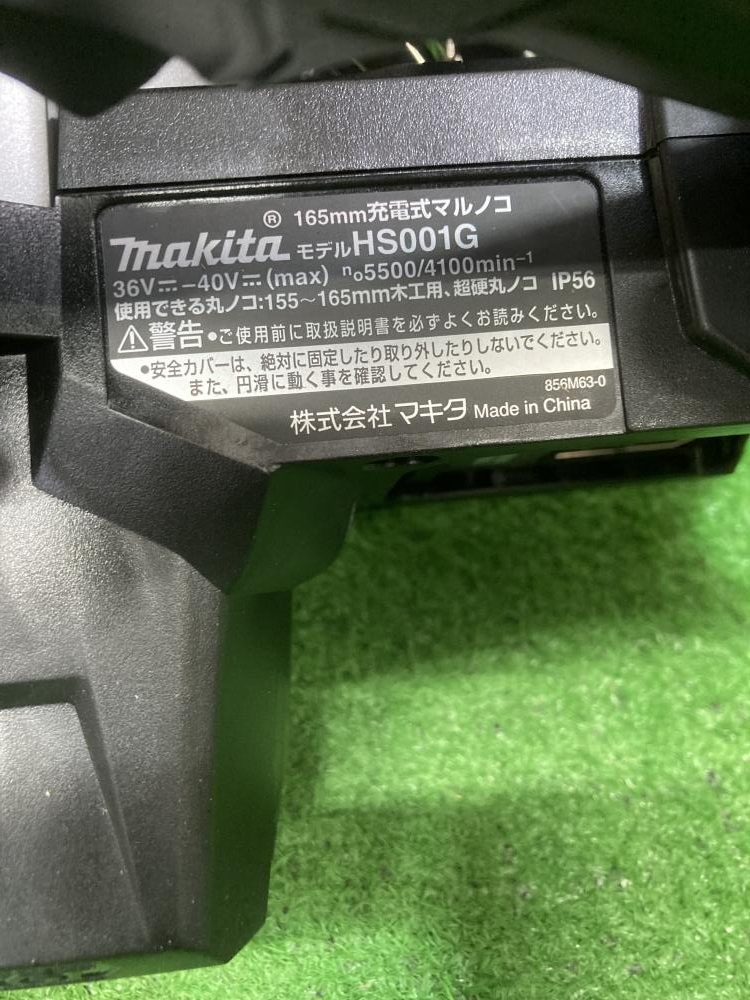 ® 165mm充電式マルノコ
makita モデルHS001G
36V⎓−40V⎓(max) n₀5500/4100min⁻¹
使用できる丸ノコ:155~165mm木工用、超硬丸ノコ IP56
⚠警告●ご使用前に取扱説明書を必ずよくお読みください。
●安全カバーは、絶対に固定したり取り外したりしないでください。
また、円滑に動く事を確認してください。
856M63-0
株式会社マキタ Made in China